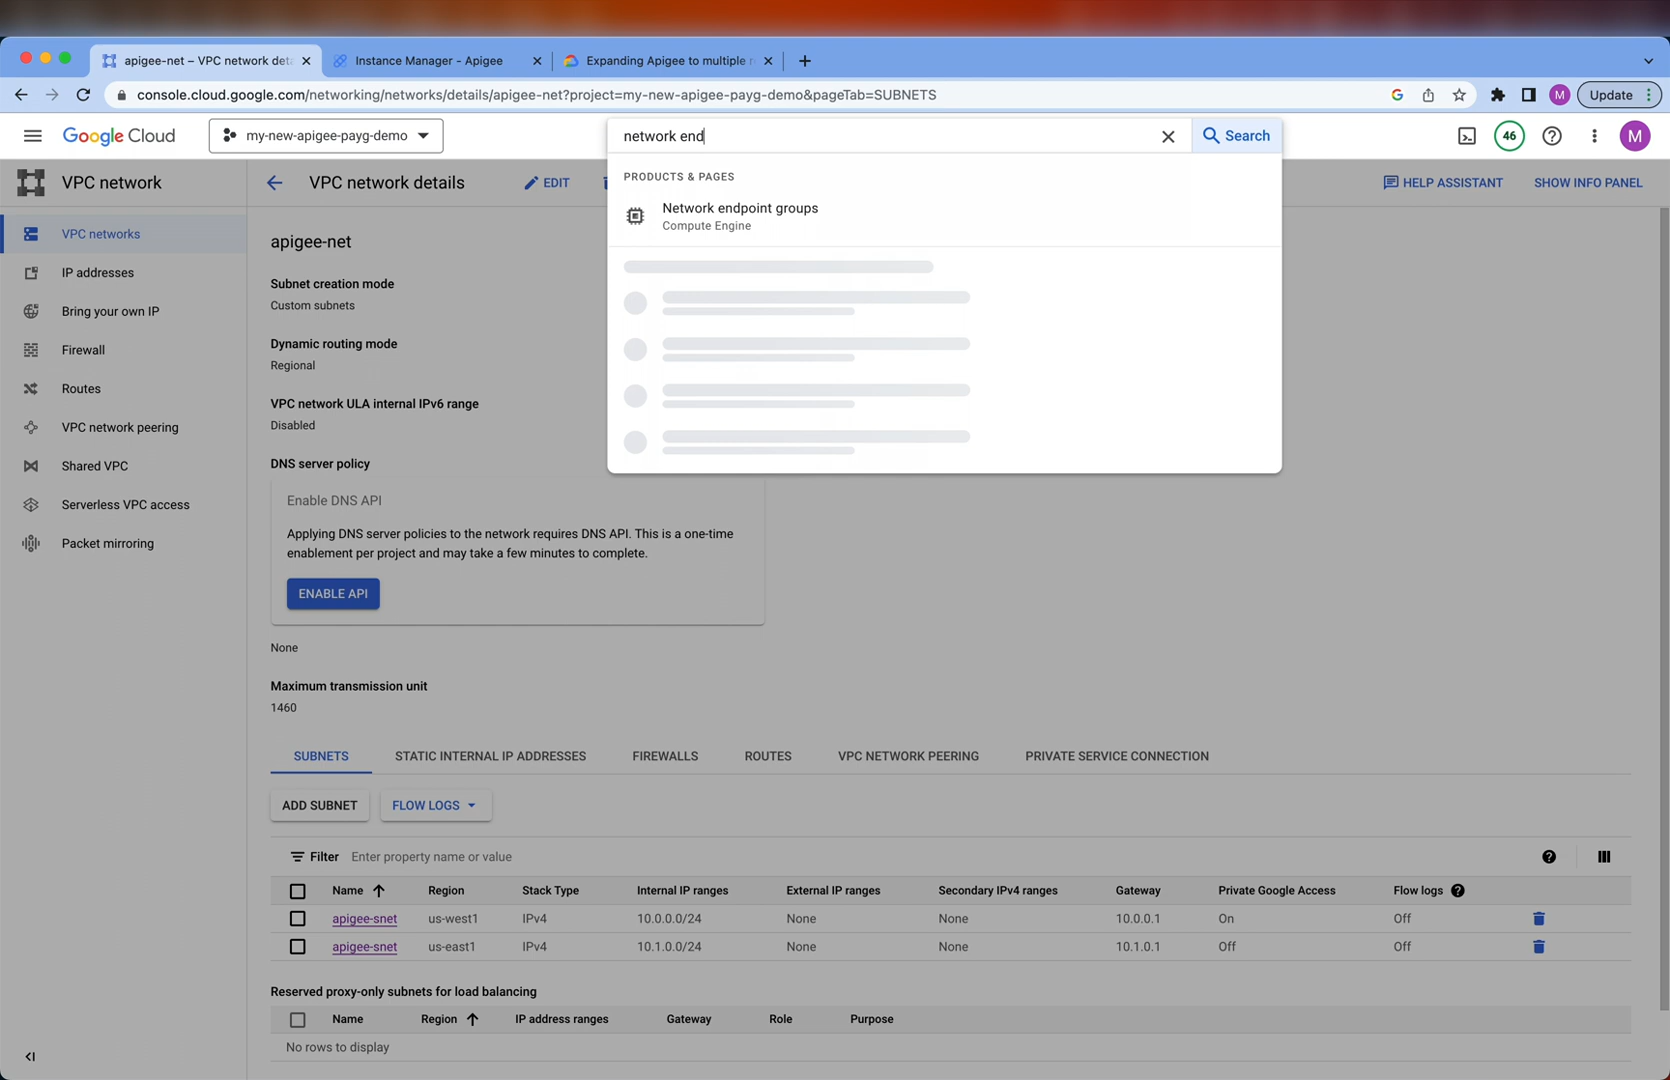 apigee-net – VPC network deta
Instance Manager - Apigee
Expanding Apigee to multiple r
console.cloud.google.com/networking/networks/details/apigee-net?project=my-new-apigee-payg-demo&pageTab=SUBNETS
G
M
Update
Google Cloud
my-new-apigee-payg-demo
network end
Search
46
M
VPC network
VPC network details
EDIT
HELP ASSISTANT
SHOW INFO PANEL
PRODUCTS & PAGES
Network endpoint groups
Compute Engine
VPC networks
IP addresses
Bring your own IP
Firewall
Routes
VPC network peering
Shared VPC
Serverless VPC access
Packet mirroring
apigee-net
Subnet creation mode
Custom subnets
Dynamic routing mode
Regional
VPC network ULA internal IPv6 range
Disabled
DNS server policy
Enable DNS API
Applying DNS server policies to the network requires DNS API. This is a one-time
enablement per project and may take a few minutes to complete.
ENABLE API
None
Maximum transmission unit
1460
SUBNETS STATIC INTERNAL IP ADDRESSES FIREWALLS ROUTES VPC NETWORK PEERING PRIVATE SERVICE CONNECTION
ADD SUBNET FLOW LOGS
Filter Enter property name or value
Name Region Stack Type Internal IP ranges External IP ranges Secondary IPv4 ranges Gateway Private Google Access Flow logs
apigee-snet us-west1 IPv4 10.0.0.0/24 None None 10.0.0.1 On Off
apigee-snet us-east1 IPv4 10.1.0.0/24 None None 10.1.0.1 Off Off
Reserved proxy-only subnets for load balancing
Name Region IP address ranges Gateway Role Purpose
No rows to display